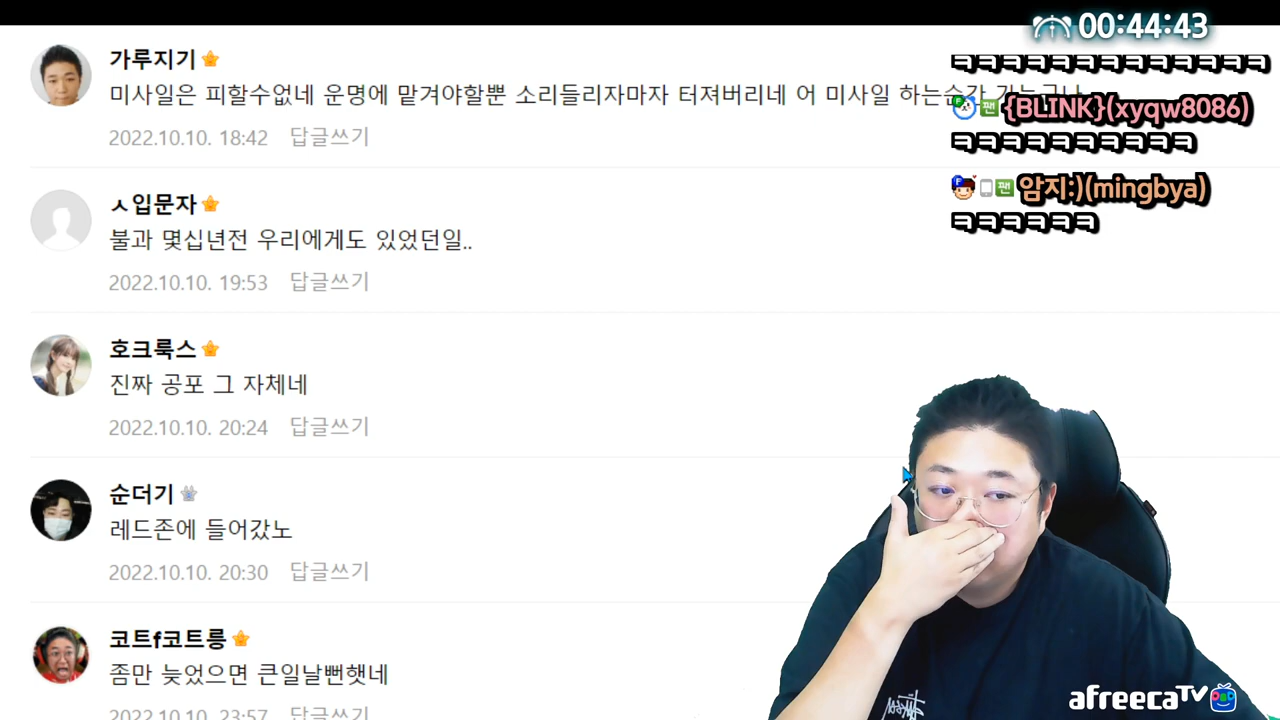 00:44:43
가루지기
미사일은 피할수없네 운명에 맡겨야할뿐 소리들리자마자 터져버리네 어 미사일 하는순간
2022.10.10. 18:42 답글쓰기
ㅅ입문자
불과 몇십년전 우리에게도 있었던일..
2022.10.10. 19:53 답글쓰기
호크룩스
진짜 공포 그 자체네
2022.10.10. 20:24 답글쓰기
순더기
레드존에 들어갔노
2022.10.10. 20:30 답글쓰기
코트f코트릉
좀만 늦었으면 큰일날뻔햇네
2022.10.10. 23:57 답글쓰기
ㅋㅋㅋㅋㅋㅋㅋㅋㅋㅋㅋㅋㅋ
짼 {BLINK}(xyqw8086)
ㅋㅋㅋㅋㅋㅋㅋㅋㅋㅋ
짼 암지:)(mingbya)
ㅋㅋㅋㅋㅋㅋ
afreecaTV